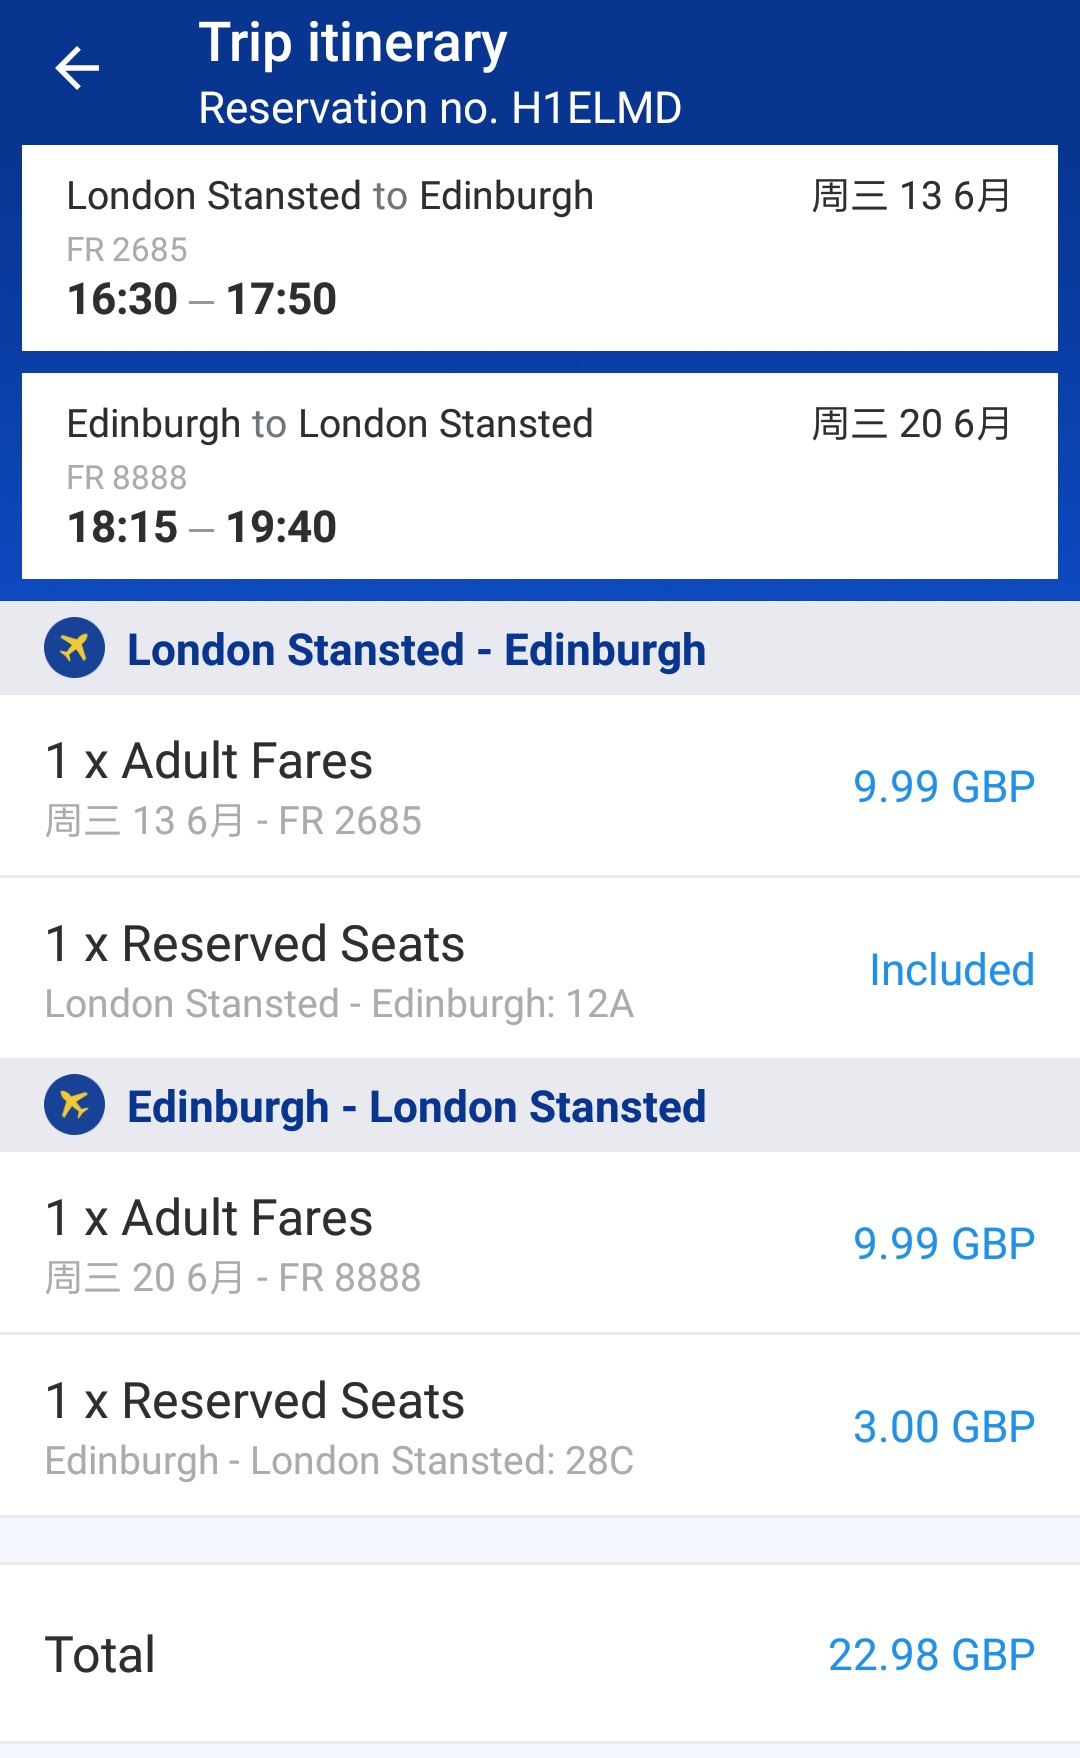 Trip itinerary
Reservation no. H1ELMD
London Stansted to Edinburgh 周三 13 6月
FR 2685
16:30 — 17:50
Edinburgh to London Stansted 周三 20 6月
FR 8888
18:15 — 19:40
London Stansted - Edinburgh
1 x Adult Fares
9.99 GBP
周三 13 6月 - FR 2685
1 x Reserved Seats
Included
London Stansted - Edinburgh: 12A
Edinburgh - London Stansted
1 x Adult Fares
9.99 GBP
周三 20 6月 - FR 8888
1 x Reserved Seats
3.00 GBP
Edinburgh - London Stansted: 28C
Total 22.98 GBP